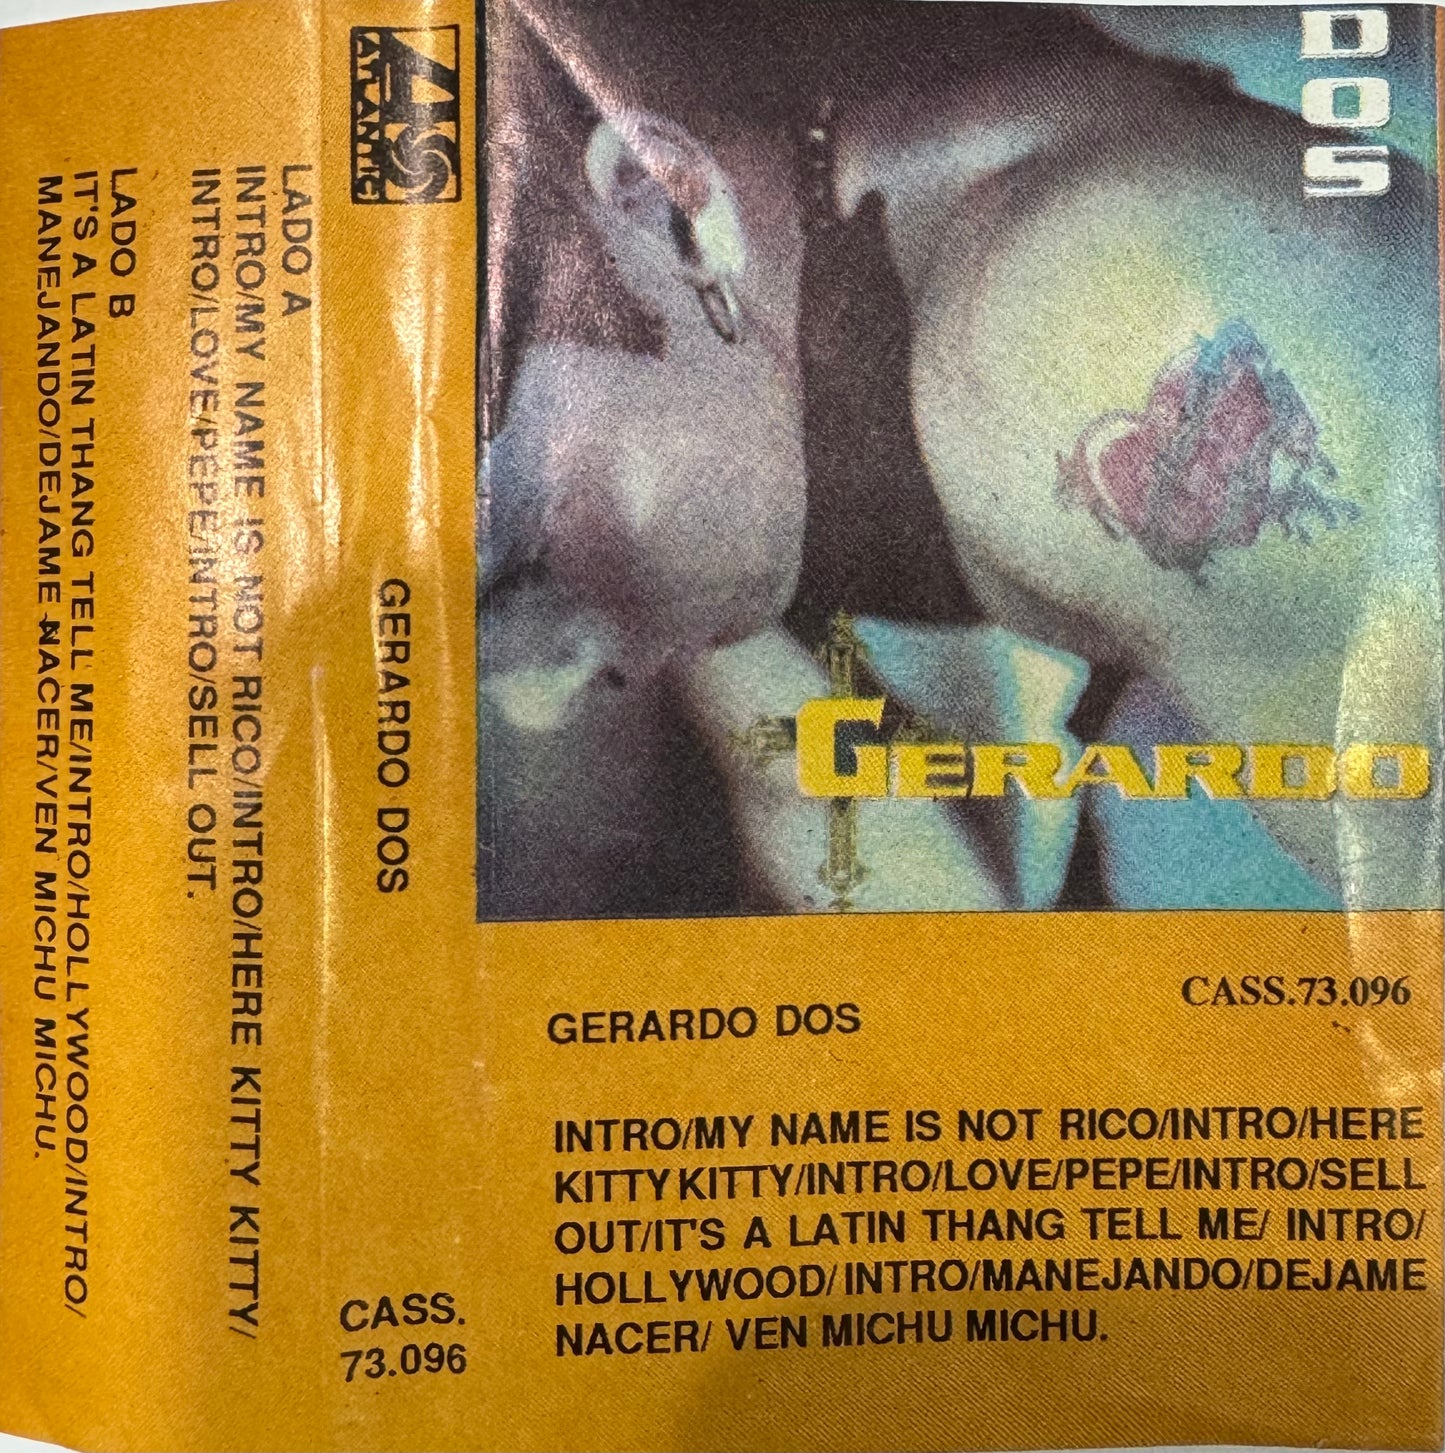 DOS
GERARDO
CASS.73.096
GERARDO DOS
INTRO/MY NAME IS NOT RICO/INTRO/HERE
KITTY KITTY/INTRO/LOVE/PEPE/INTRO/SELL
OUT/IT'S A LATIN THANG TELL ME/ INTRO/
HOLLYWOOD/ INTRO/MANEJANDO/DEJAME
NACER/ VEN MICHU MICHU.
ATLANTIC
GERARDO DOS
CASS.
73.096
LADO A
INTRO/MY NAME IS NOT RICO/INTRO/HERE KITTY KITTY/
INTRO/LOVE/PEPE/INTRO/SELL OUT.
LADO B
IT'S A LATIN THANG TELL ME/INTRO/HOLLYWOOD/INTRO/
MANEJANDO/DEJAME NACER/VEN MICHU MICHU.